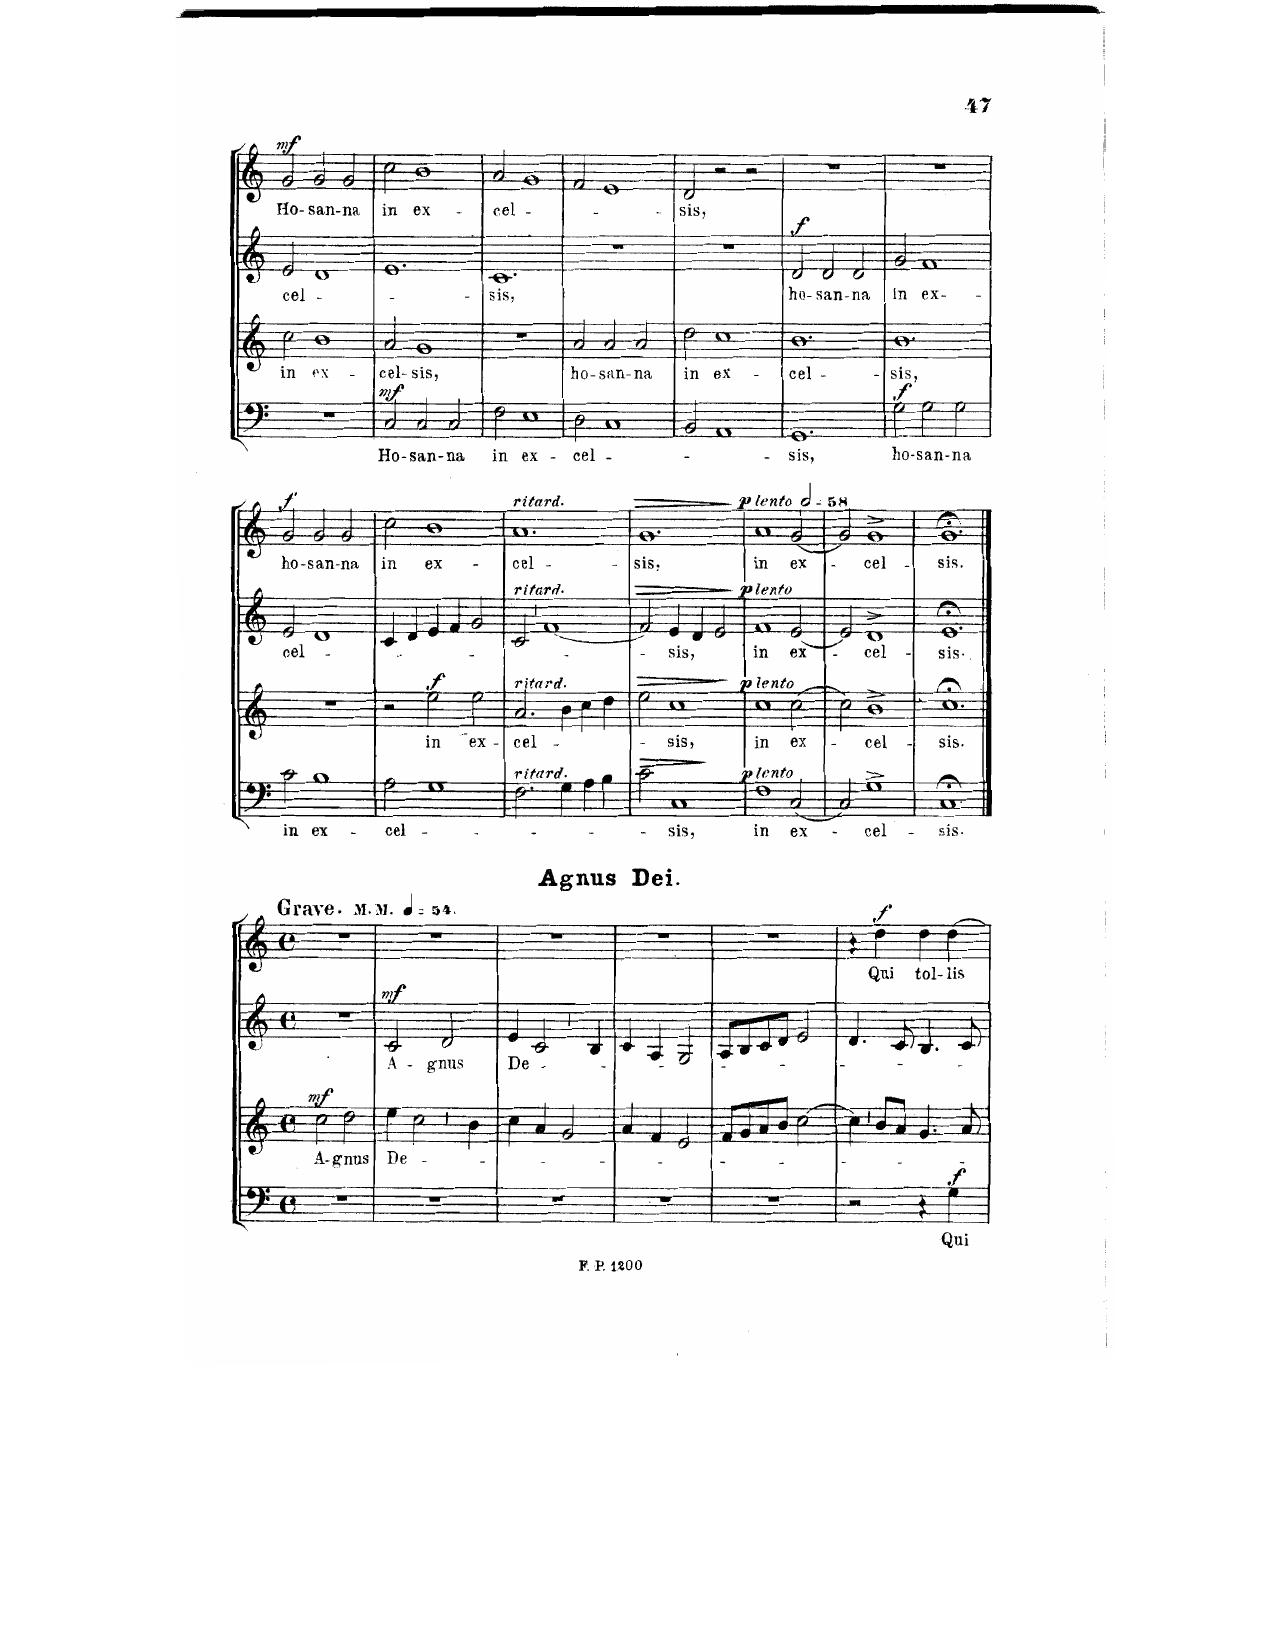 47
mf
Ho-san-na in ex - cel - - - sis,
f
cel - - - sis, ho-san-na in ex-
in ex - cel-sis, ho-san-na in ex - cel - sis,
mf f
Ho-san-na in ex - cel - - - sis, ho-san-na
f ritard. p lento = 58
ho-san-na in ex - cel - sis, in ex - cel - sis.
ritard. p lento
cel - - - - - sis, in ex - cel - sis.
f ritard. p lento
in ex - cel - - sis, in ex - cel - sis.
ritard. p lento
in ex - cel - - - - sis, in ex - cel - sis.
Agnus Dei.
Grave. M.M. = 54.
f
Qui tol-lis
mf
A - gnus De - - - - - - - -
mf
A-gnus De - - - - - - - -
f
Qui
F. P. 1200